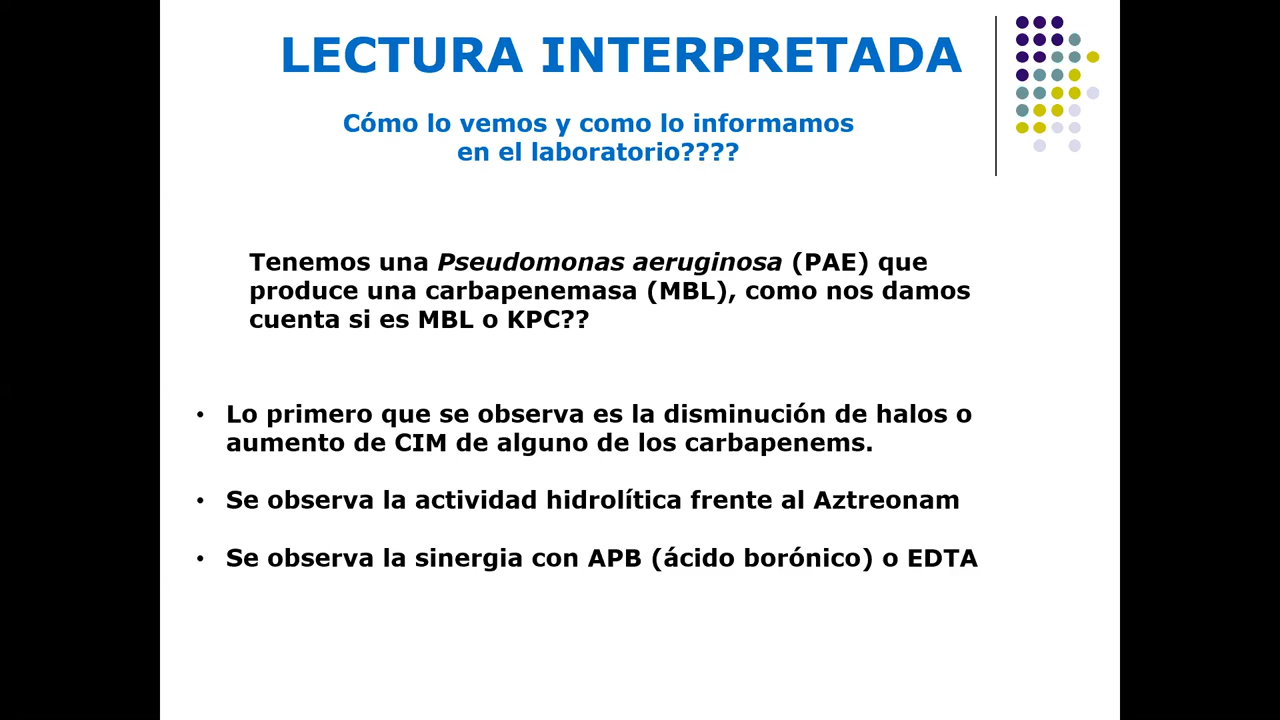 LECTURA INTERPRETADA
Cómo lo vemos y como lo informamos
en el laboratorio????
Tenemos una Pseudomonas aeruginosa (PAE) que
produce una carbapenemasa (MBL), como nos damos
cuenta si es MBL o KPC??
• Lo primero que se observa es la disminución de halos o
aumento de CIM de alguno de los carbapenems.
• Se observa la actividad hidrolítica frente al Aztreonam
• Se observa la sinergia con APB (ácido borónico) o EDTA